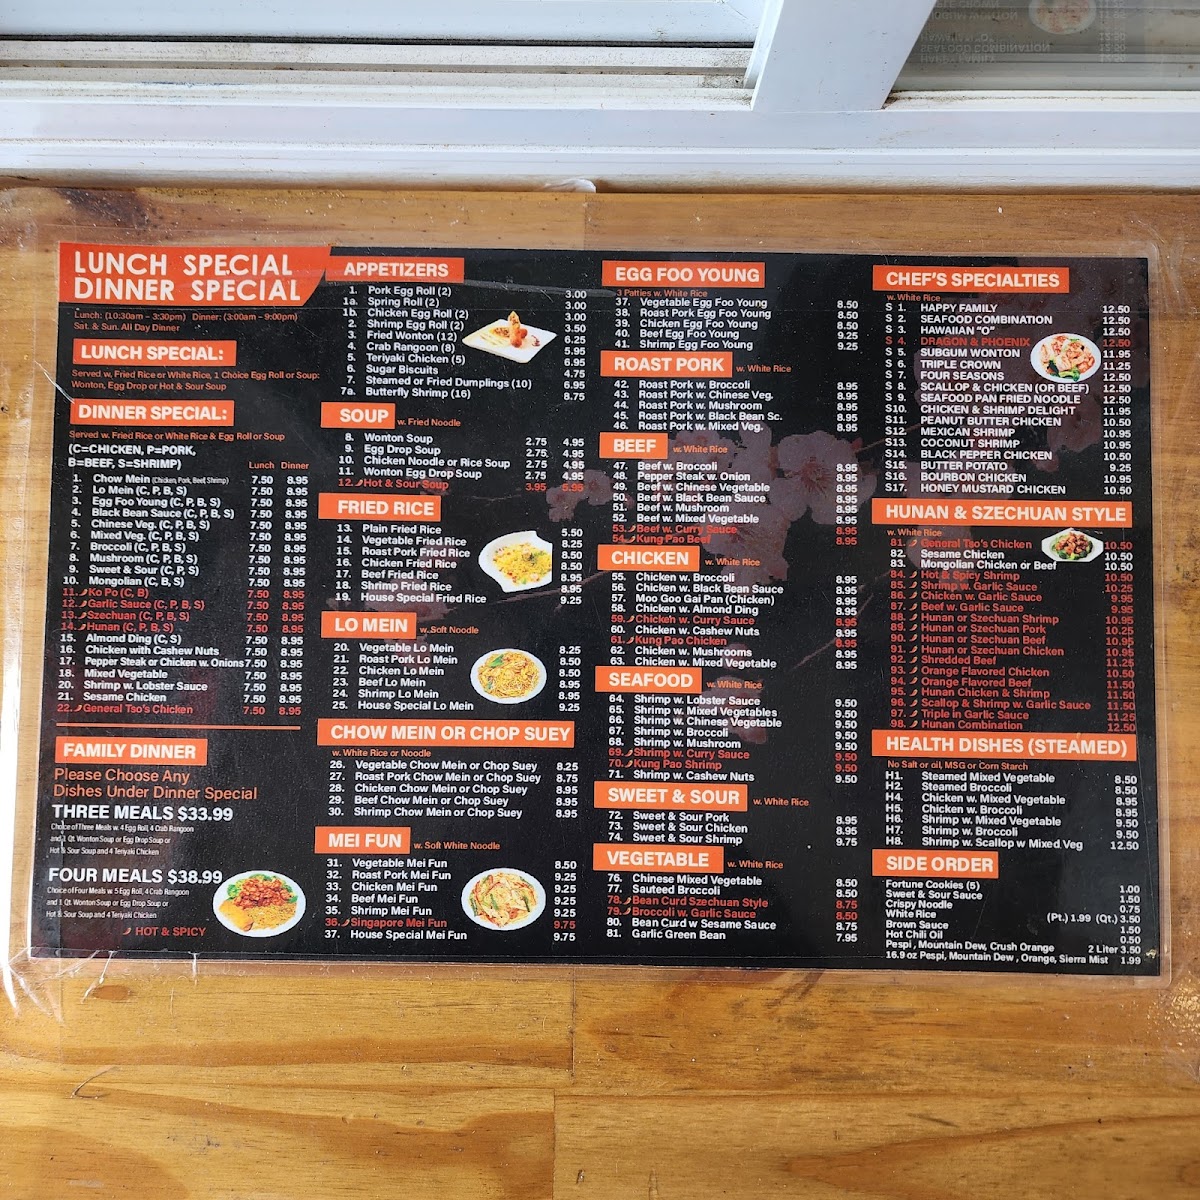 LUNCH SPECIAL
DINNER SPECIAL
Lunch: (10:30am – 3:30pm) Dinner: (3:00am – 9:00pm)
Sat. & Sun. All Day Dinner
LUNCH SPECIAL:
Served w. Fried Rice or White Rice, 1 Choice Egg Roll or Soup:
Wonton, Egg Drop or Hot & Sour Soup
DINNER SPECIAL:
Served w. Fried Rice or White Rice & Egg Roll or Soup
(C=CHICKEN, P=PORK,
B=BEEF, S=SHRIMP)
Lunch Dinner
1. Chow Mein (Chicken, Pork, Beef, Shrimp) 7.50 8.95
2. Lo Mein (C, P, B, S) 7.50 8.95
3. Egg Foo Young (C, P, B, S) 7.50 8.95
4. Black Bean Sauce (C, P, B, S) 7.50 8.95
5. Chinese Veg. (C, P, B, S) 7.50 8.95
6. Mixed Veg. (C, P, B, S) 7.50 8.95
7. Broccoli (C, P, B, S) 7.50 8.95
8. Mushroom (C, P, B, S) 7.50 8.95
9. Sweet & Sour (C, P, S) 7.50 8.95
10. Mongolian (C, B, S) 7.50 8.95
11. Ko Po (C, B) 7.50 8.95
12. Garlic Sauce (C, P, B, S) 7.50 8.95
13. Szechuan (C, P, B, S) 7.50 8.95
14. Hunan (C, P, B, S) 7.50 8.95
15. Almond Ding (C, S) 7.50 8.95
16. Chicken with Cashew Nuts 7.50 8.95
17. Pepper Steak or Chicken w. Onions 7.50 8.95
18. Mixed Vegetable 7.50 8.95
20. Shrimp w. Lobster Sauce 7.50 8.95
21. Sesame Chicken 7.50 8.95
22. General Tso's Chicken 7.50 8.95
FAMILY DINNER
Please Choose Any
Dishes Under Dinner Special
THREE MEALS $33.99
Choice of Three Meals w. 4 Egg Roll, 4 Crab Rangoon
and 1 Qt. Wonton Soup or Egg Drop Soup or
Hot & Sour Soup and 4 Teriyaki Chicken
FOUR MEALS $38.99
Choice of Four Meals w. 5 Egg Roll, 4 Crab Rangoon
and 1 Qt. Wonton Soup or Egg Drop Soup or
Hot & Sour Soup and 4 Teriyaki Chicken
HOT & SPICY
APPETIZERS
1. Pork Egg Roll (2) 3.00
1a. Spring Roll (2) 3.00
1b. Chicken Egg Roll (2) 3.00
2. Shrimp Egg Roll (2) 3.50
3. Fried Wonton (12) 6.25
4. Crab Rangoon (8) 5.95
5. Teriyaki Chicken (5) 6.95
6. Sugar Biscuits 4.75
7. Steamed or Fried Dumplings (10) 6.95
7a. Butterfly Shrimp (16) 8.75
SOUP w. Fried Noodle
8. Wonton Soup 2.75 4.95
9. Egg Drop Soup 2.75 4.95
10. Chicken Noodle or Rice Soup 2.75 4.95
11. Wonton Egg Drop Soup 2.75 4.95
12. Hot & Sour Soup 3.95 5.95
FRIED RICE
13. Plain Fried Rice 5.50
14. Vegetable Fried Rice 8.25
15. Roast Pork Fried Rice 8.50
16. Chicken Fried Rice 8.50
17. Beef Fried Rice 8.95
18. Shrimp Fried Rice 8.95
19. House Special Fried Rice 9.25
LO MEIN w. Soft Noodle
20. Vegetable Lo Mein 8.25
21. Roast Pork Lo Mein 8.50
22. Chicken Lo Mein 8.50
23. Beef Lo Mein 8.95
24. Shrimp Lo Mein 8.95
25. House Special Lo Mein 9.25
CHOW MEIN OR CHOP SUEY
w. White Rice or Noodle
26. Vegetable Chow Mein or Chop Suey 8.25
27. Roast Pork Chow Mein or Chop Suey 8.75
28. Chicken Chow Mein or Chop Suey 8.95
29. Beef Chow Mein or Chop Suey 8.95
30. Shrimp Chow Mein or Chop Suey 8.95
MEI FUN w. Soft White Noodle
31. Vegetable Mei Fun 8.50
32. Roast Pork Mei Fun 9.25
33. Chicken Mei Fun 9.25
34. Beef Mei Fun 9.25
35. Shrimp Mei Fun 9.25
36. Singapore Mei Fun 9.75
37. House Special Mei Fun 9.75
EGG FOO YOUNG
3 Patties w. White Rice
37. Vegetable Egg Foo Young 8.50
38. Roast Pork Egg Foo Young 8.95
39. Chicken Egg Foo Young 8.95
40. Beef Egg Foo Young 9.25
41. Shrimp Egg Foo Young 9.25
ROAST PORK w. White Rice
42. Roast Pork w. Broccoli 8.95
43. Roast Pork w. Chinese Veg. 8.95
44. Roast Pork w. Mushroom 8.95
45. Roast Pork w. Black Bean Sc. 8.95
46. Roast Pork w. Mixed Veg. 8.95
BEEF w. White Rice
47. Beef w. Broccoli 8.95
48. Pepper Steak w. Onion 8.95
49. Beef w. Chinese Vegetable 8.95
50. Beef w. Black Bean Sauce 8.95
51. Beef w. Mushroom 8.95
52. Beef w. Mixed Vegetable 8.95
53. Beef w. Curry Sauce 8.95
54. Kung Pao Beef 8.95
CHICKEN w. White Rice
55. Chicken w. Broccoli 8.95
56. Chicken w. Black Bean Sauce 8.95
57. Moo Goo Gai Pan (Chicken) 8.95
58. Chicken w. Almond Ding 8.95
59. Chicken w. Curry Sauce 8.95
60. Chicken w. Cashew Nuts 8.95
61. Kung Pao Chicken 8.95
62. Chicken w. Mushrooms 8.95
63. Chicken w. Mixed Vegetable 8.95
SEAFOOD w. White Rice
64. Shrimp w. Lobster Sauce 9.50
65. Shrimp w. Mixed Vegetables 9.50
66. Shrimp w. Chinese Vegetable 9.50
67. Shrimp w. Broccoli 9.50
68. Shrimp w. Mushroom 9.50
69. Shrimp w. Curry Sauce 9.50
70. Kung Pao Shrimp 9.50
71. Shrimp w. Cashew Nuts 9.50
SWEET & SOUR w. White Rice
72. Sweet & Sour Pork 8.95
73. Sweet & Sour Chicken 8.95
74. Sweet & Sour Shrimp 9.75
VEGETABLE w. White Rice
76. Chinese Mixed Vegetable 8.50
77. Sauteed Broccoli 8.50
78. Bean Curd Szechuan Style 8.75
79. Broccoli w. Garlic Sauce 8.50
80. Bean Curd w Sesame Sauce 8.75
81. Garlic Green Bean 7.95
CHEF'S SPECIALTIES
w. White Rice
S 1. HAPPY FAMILY 12.50
S 2. SEAFOOD COMBINATION 12.50
S 3. HAWAIIAN "O" 12.50
S 4. DRAGON & PHOENIX 12.50
S 5. SUBGUM WONTON 11.95
S 6. TRIPLE CROWN 11.25
S 7. FOUR SEASONS 12.50
S 8. SCALLOP & CHICKEN (OR BEEF) 12.50
S 9. SEAFOOD PAN FRIED NOODLE 12.50
S10. CHICKEN & SHRIMP DELIGHT 11.95
S11. PEANUT BUTTER CHICKEN 10.50
S12. MEXICAN SHRIMP 10.95
S13. COCONUT SHRIMP 10.95
S14. BLACK PEPPER CHICKEN 10.50
S15. BUTTER POTATO 9.25
S16. BOURBON CHICKEN 10.95
S17. HONEY MUSTARD CHICKEN 10.50
HUNAN & SZECHUAN STYLE
w. White Rice
81. General Tso's Chicken 10.50
82. Sesame Chicken 10.50
83. Mongolian Chicken or Beef 10.50
84. Hot & Spicy Shrimp 10.50
85. Shrimp w. Garlic Sauce 10.25
86. Chicken w. Garlic Sauce 9.95
87. Beef w. Garlic Sauce 9.95
88. Hunan or Szechuan Shrimp 10.95
89. Hunan or Szechuan Pork 10.25
90. Hunan or Szechuan Beef 10.50
91. Hunan or Szechuan Chicken 10.50
92. Shredded Beef 11.25
93. Orange Flavored Chicken 10.50
94. Orange Flavored Beef 11.50
95. Hunan Chicken & Shrimp 11.50
96. Scallop & Shrimp w. Garlic Sauce 11.50
97. Triple in Garlic Sauce 11.25
98. Hunan Combination 12.50
HEALTH DISHES (STEAMED)
No Salt or oil, MSG or Corn Starch
H1. Steamed Mixed Vegetable 8.50
H2. Steamed Broccoli 8.50
H4. Chicken w. Mixed Vegetable 8.95
H5. Chicken w. Broccoli 8.95
H6. Shrimp w. Mixed Vegetable 9.50
H7. Shrimp w. Broccoli 9.50
H8. Shrimp w. Scallop w Mixed Veg 12.50
SIDE ORDER
Fortune Cookies (5) 1.00
Sweet & Sour Sauce 1.50
Crispy Noodle 0.75
White Rice (Pt.) 1.99 (Qt.) 3.50
Brown Sauce 1.50
Hot Chili Oil 0.50
Pespi, Mountain Dew, Crush Orange 2 Liter 3.50
16.9 oz Pespi, Mountain Dew, Orange, Sierra Mist 1.99